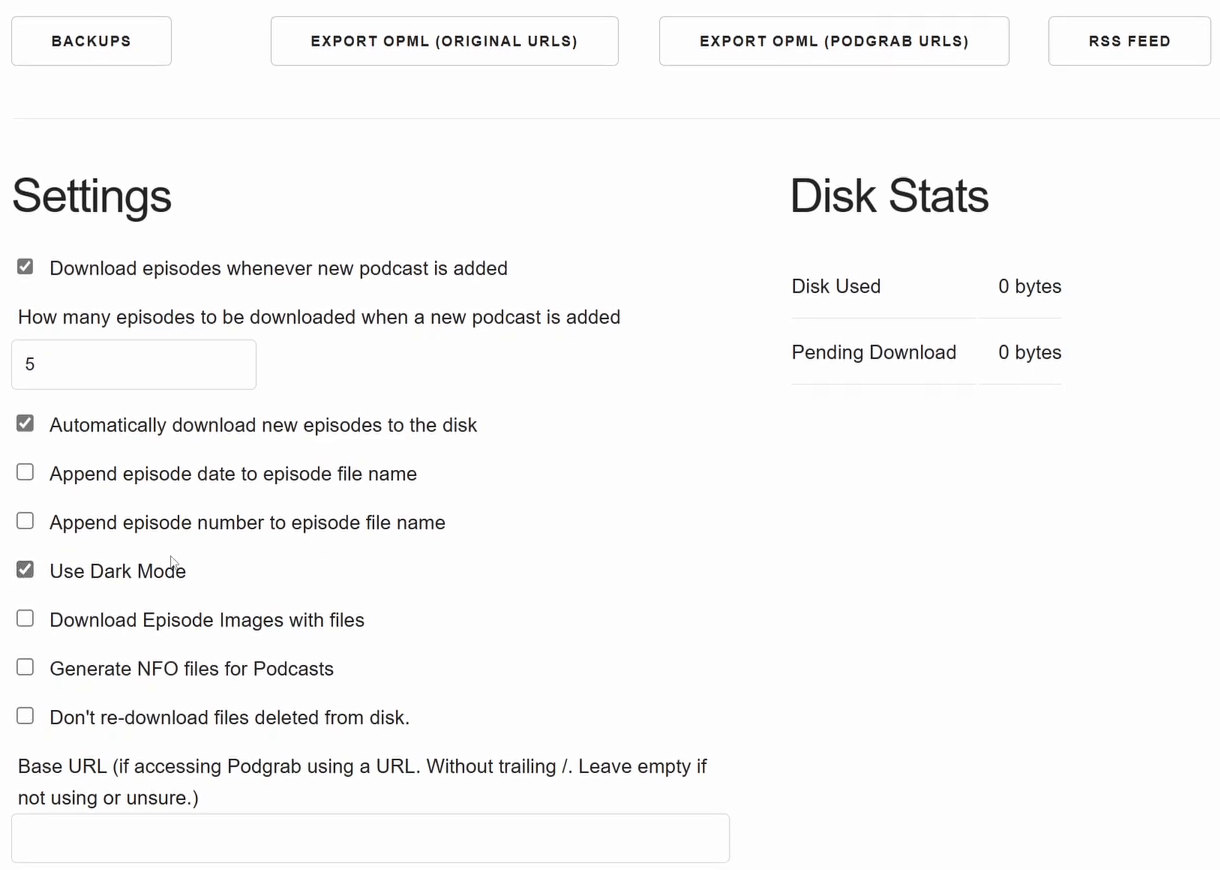 BACKUPS
EXPORT OPML (ORIGINAL URLS)
EXPORT OPML (PODGRAB URLS)
RSS FEED
Settings
Download episodes whenever new podcast is added
How many episodes to be downloaded when a new podcast is added
5
Automatically download new episodes to the disk
Append episode date to episode file name
Append episode number to episode file name
Use Dark Mode
Download Episode Images with files
Generate NFO files for Podcasts
Don't re-download files deleted from disk.
Base URL (if accessing Podgrab using a URL. Without trailing /. Leave empty if
not using or unsure.)
Disk Stats
Disk Used 0 bytes
Pending Download 0 bytes